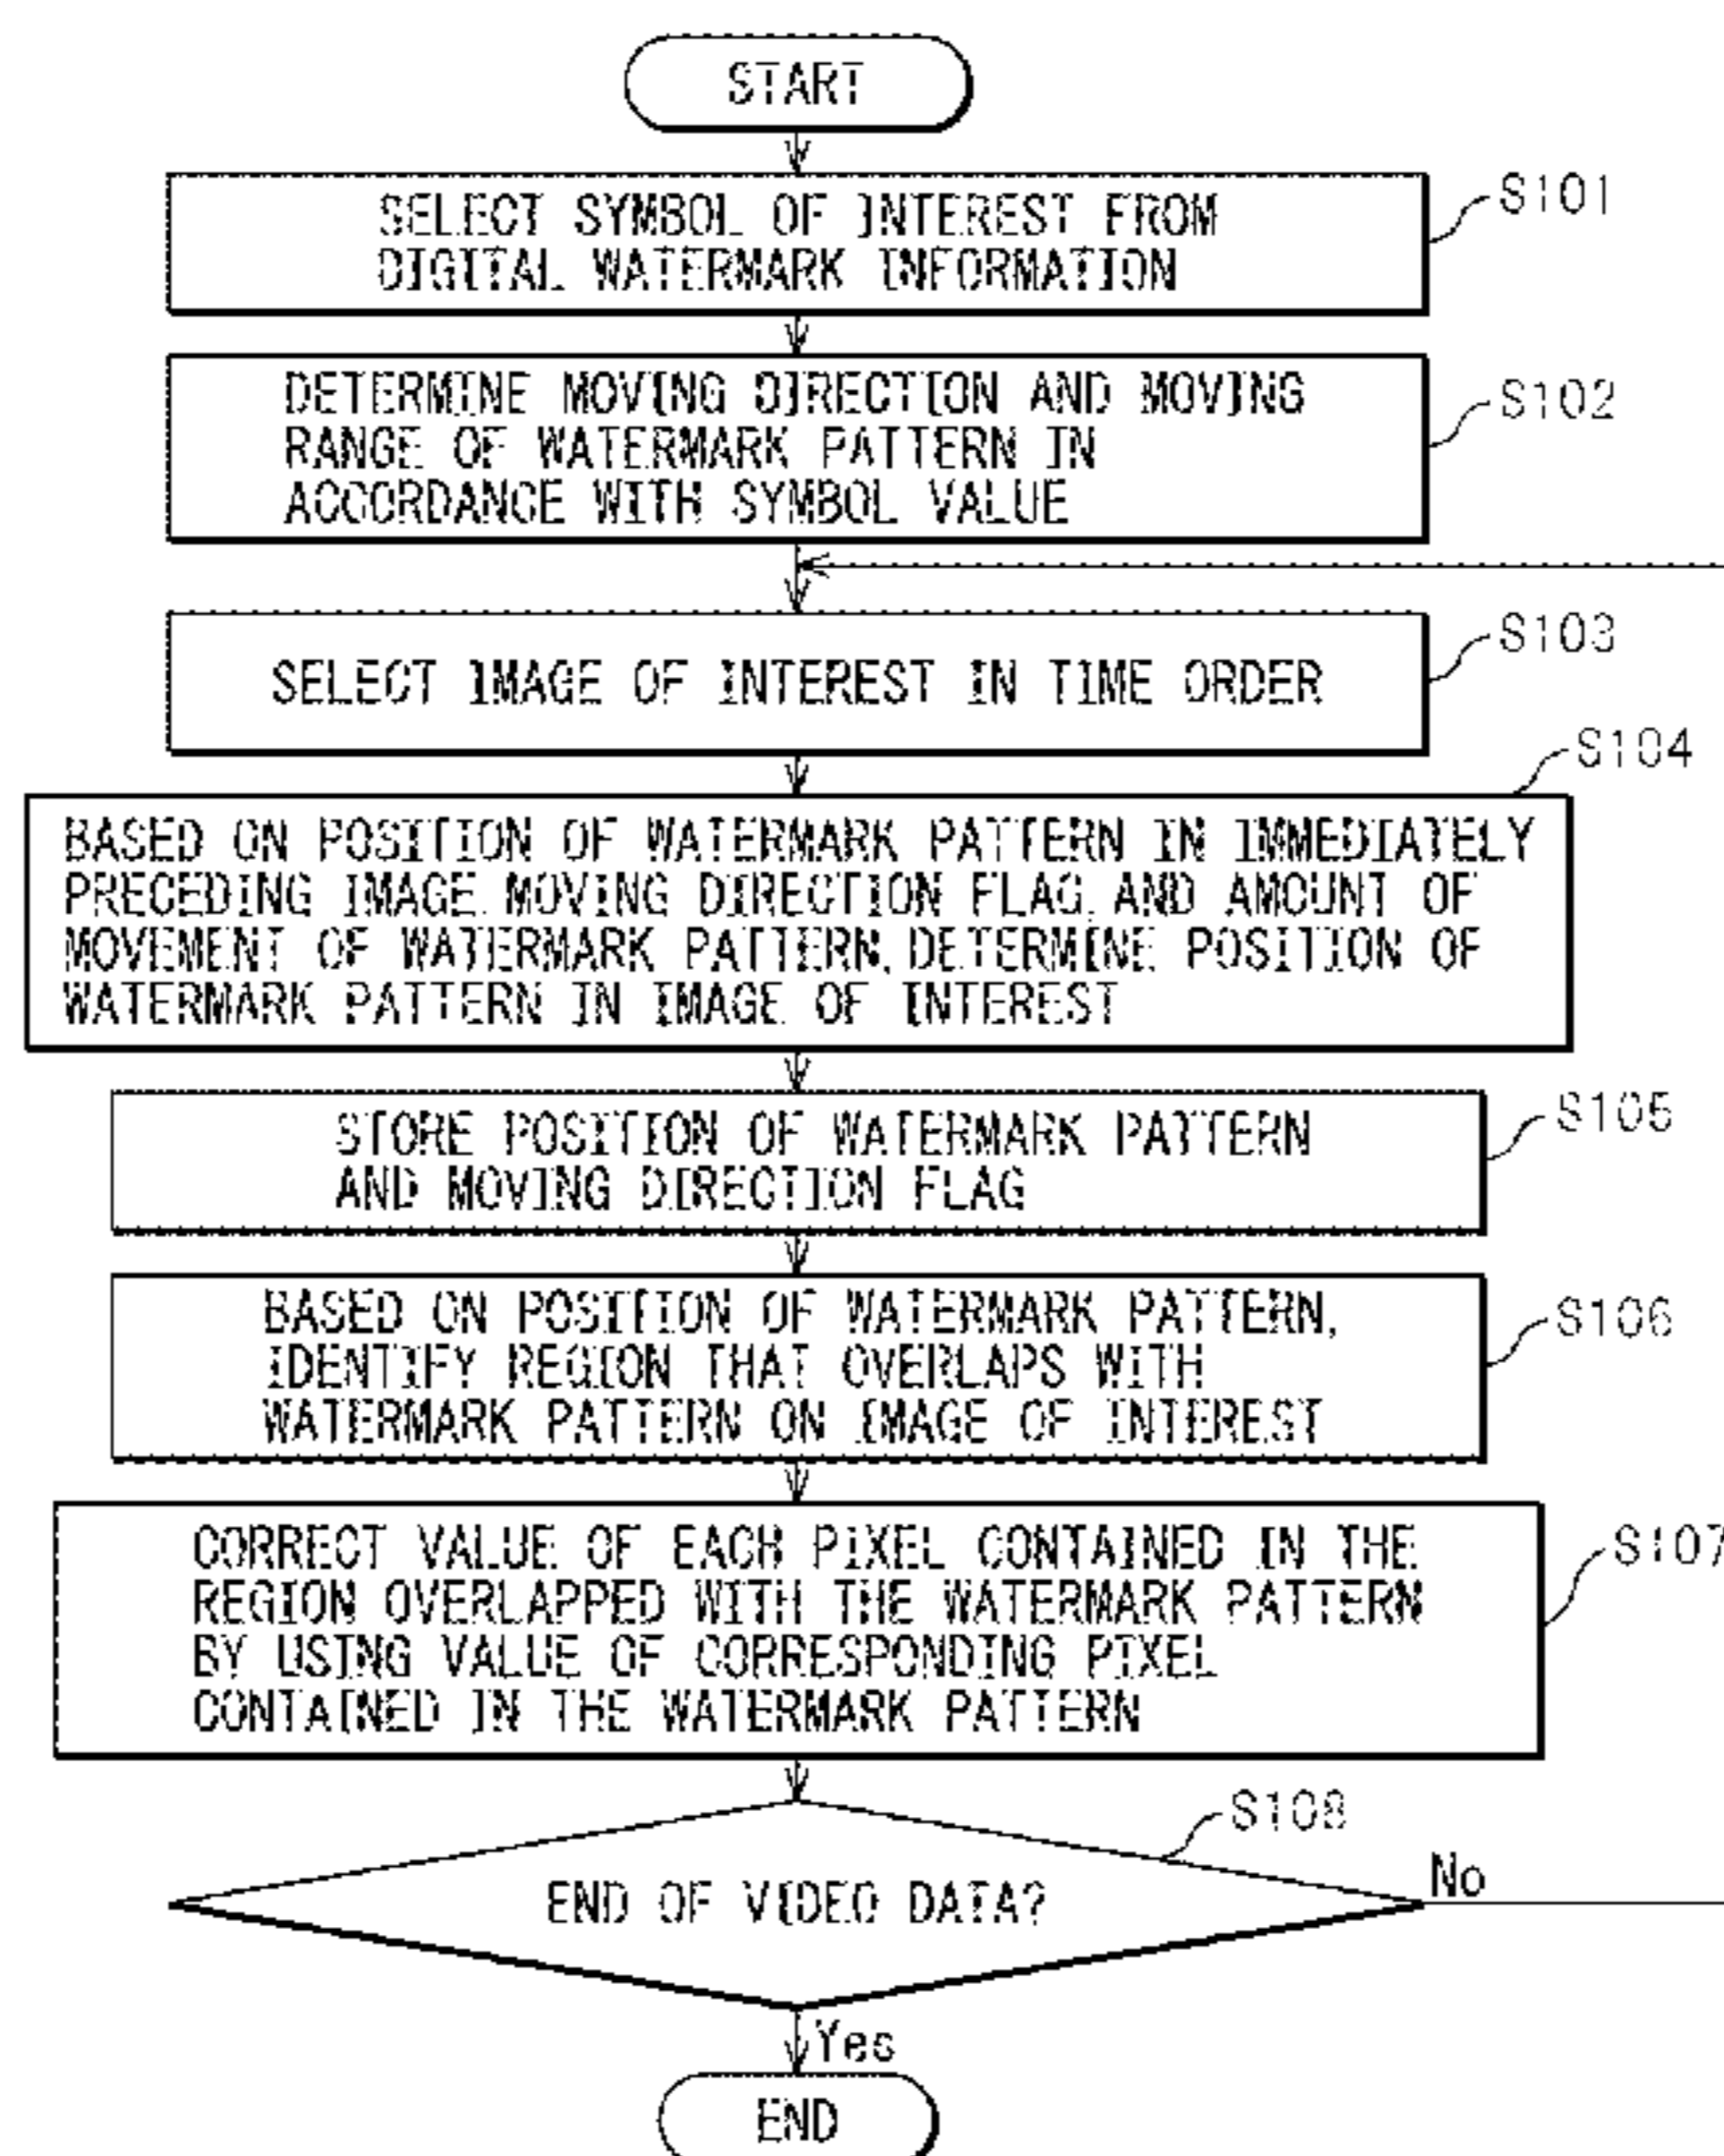 START
SELECT SYMBOL OF INTEREST FROM
DIGITAL WATERMARK INFORMATION
S101
DETERMINE MOVING DIRECTION AND MOVING
RANGE OF WATERMARK PATTERN IN
ACCORDANCE WITH SYMBOL VALUE
S102
SELECT IMAGE OF INTEREST IN TIME ORDER
S103
S104
BASED ON POSITION OF WATERMARK PATTERN IN IMMEDIATELY
PRECEDING IMAGE, MOVING DIRECTION FLAG, AND AMOUNT OF
MOVEMENT OF WATERMARK PATTERN, DETERMINE POSITION OF
WATERMARK PATTERN IN IMAGE OF INTEREST
STORE POSITION OF WATERMARK PATTERN
AND MOVING DIRECTION FLAG
S105
BASED ON POSITION OF WATERMARK PATTERN,
IDENTIFY REGION THAT OVERLAPS WITH
WATERMARK PATTERN ON IMAGE OF INTEREST
S106
CORRECT VALUE OF EACH PIXEL CONTAINED IN THE
REGION OVERLAPPED WITH THE WATERMARK PATTERN
BY USING VALUE OF CORRESPONDING PIXEL
CONTAINED IN THE WATERMARK PATTERN
S107
S108
END OF VIDEO DATA?
No
Yes
END